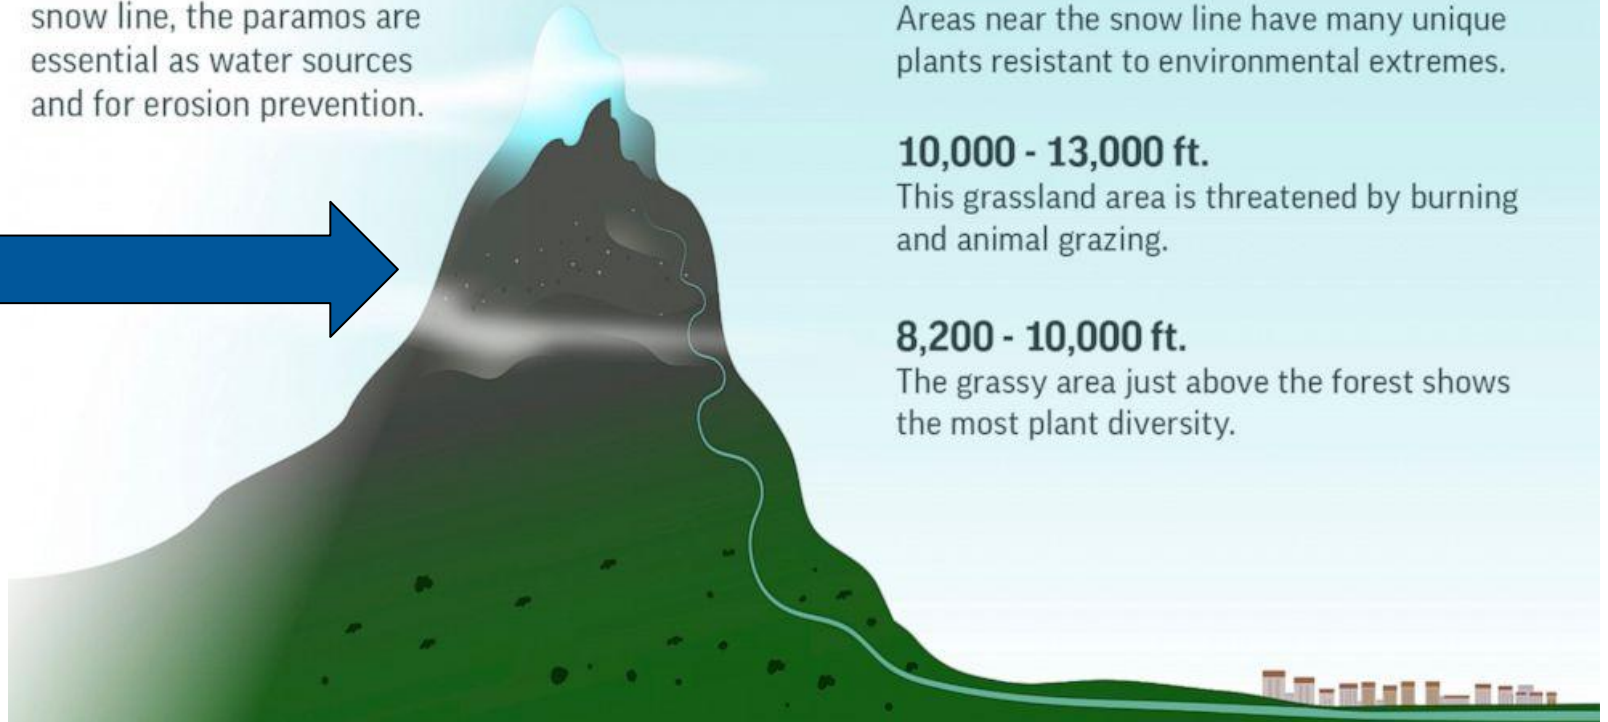 snow line, the paramos are
essential as water sources
and for erosion prevention.
Areas near the snow line have many unique
plants resistant to environmental extremes.
10,000 - 13,000 ft.
This grassland area is threatened by burning
and animal grazing.
8,200 - 10,000 ft.
The grassy area just above the forest shows
the most plant diversity.